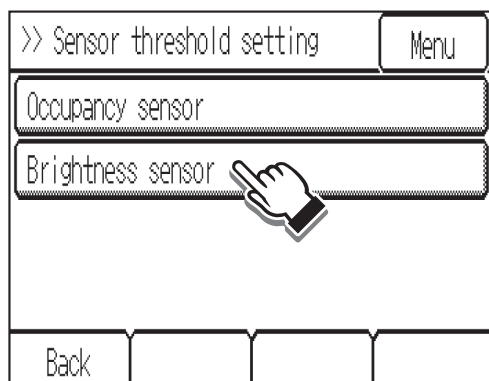 >> Sensor threshold setting Menu
Occupancy sensor
Brightness sensor
Back